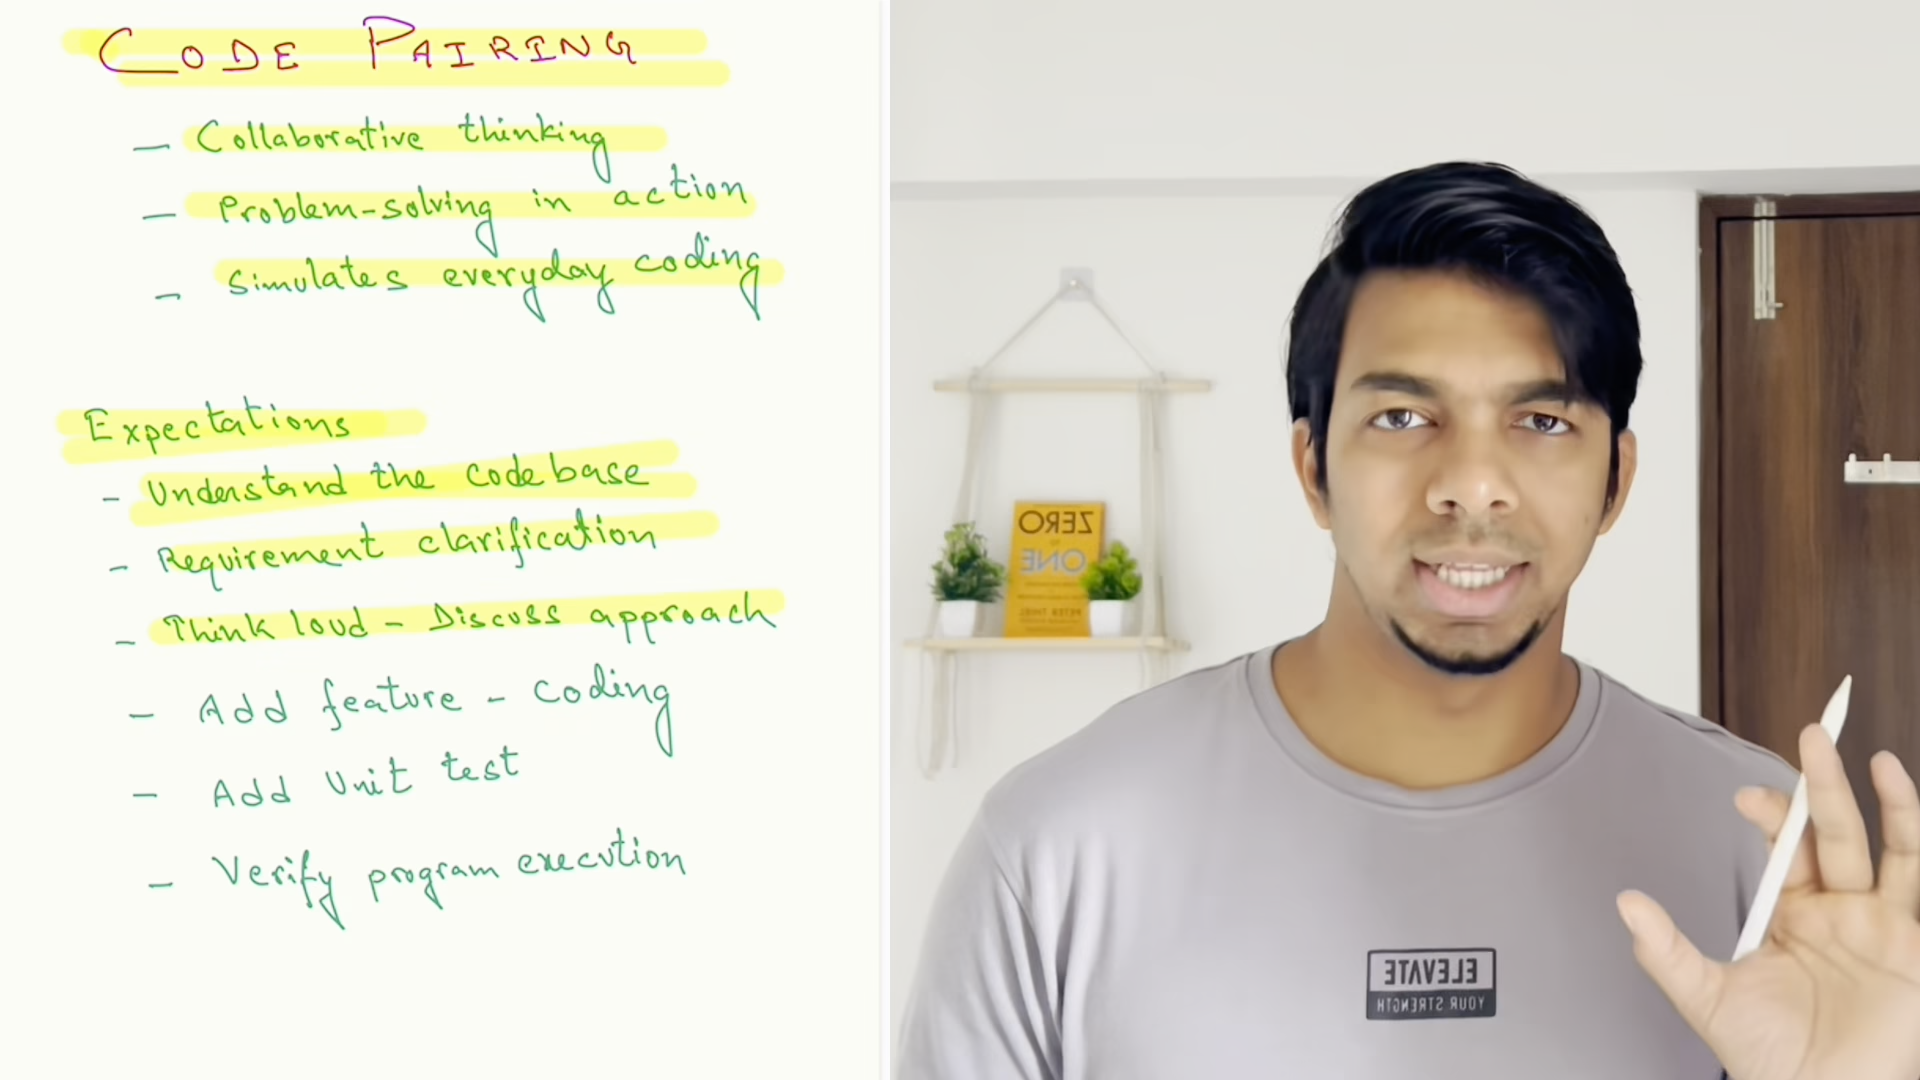 CODE PAIRING
— Collaborative thinking
— Problem-solving in action
— Simulates everyday coding
Expectations
- Understand the codebase
- Requirement clarification
- Think loud - Discuss approach
- Add feature - coding
- Add Unit test
- Verify program execution
ZERO
TO
ONE
PETER THIEL
ELEVATE
YOUR STRENGTH